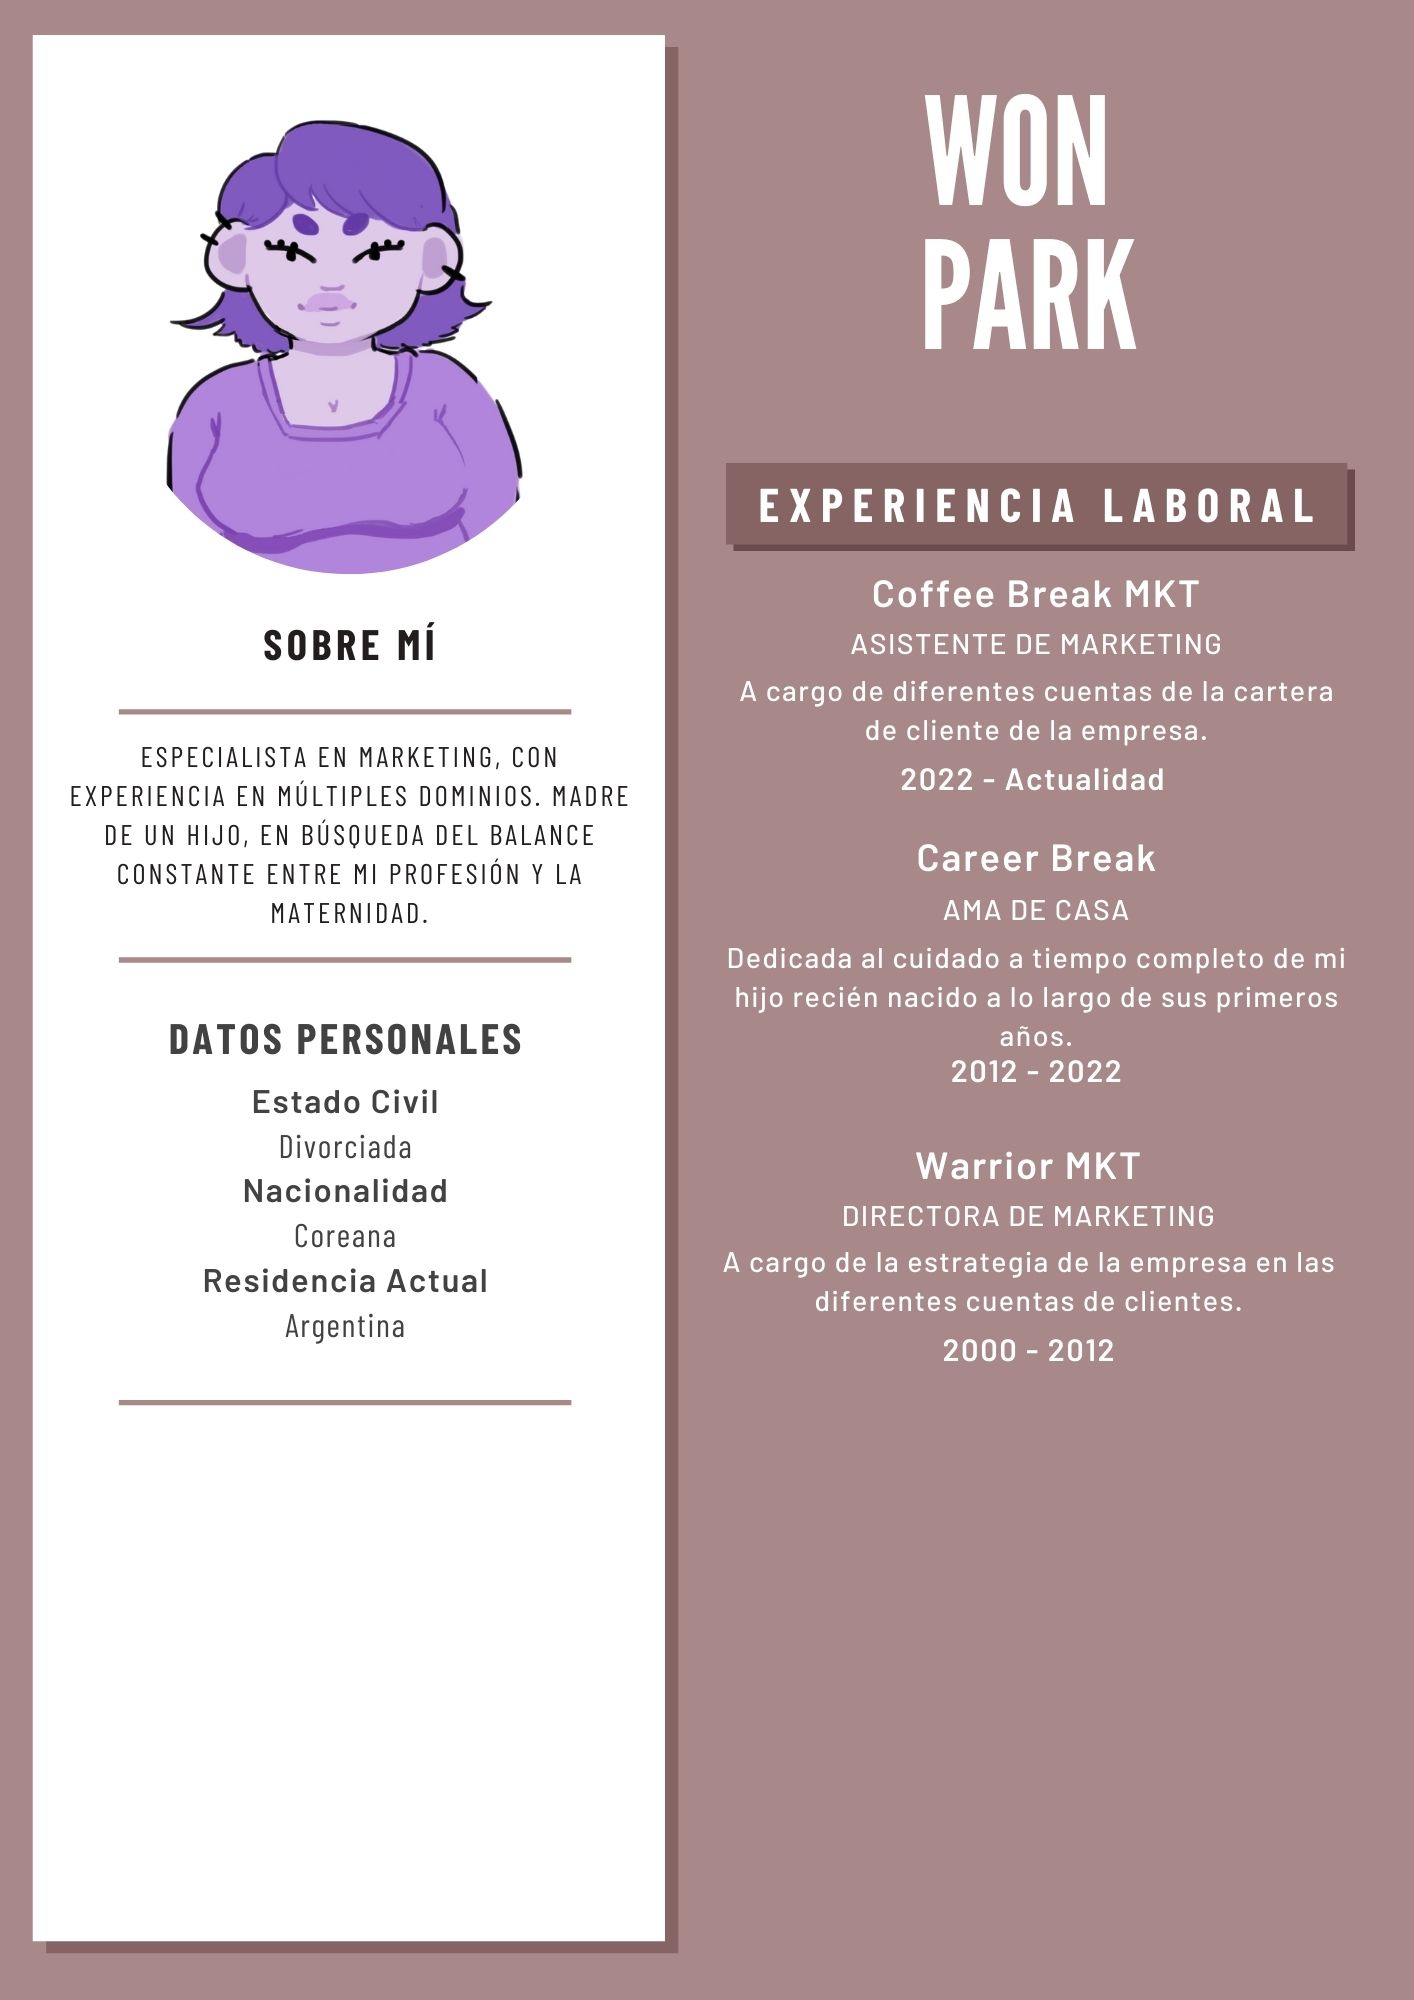 SOBRE MÍ
ESPECIALISTA EN MARKETING, CON
EXPERIENCIA EN MÚLTIPLES DOMINIOS. MADRE
DE UN HIJO, EN BÚSQUEDA DEL BALANCE
CONSTANTE ENTRE MI PROFESIÓN Y LA
MATERNIDAD.
DATOS PERSONALES
Estado Civil
Divorciada
Nacionalidad
Coreana
Residencia Actual
Argentina
WON
PARK
EXPERIENCIA LABORAL
Coffee Break MKT
ASISTENTE DE MARKETING
A cargo de diferentes cuentas de la cartera
de cliente de la empresa.
2022 - Actualidad
Career Break
AMA DE CASA
Dedicada al cuidado a tiempo completo de mi
hijo recién nacido a lo largo de sus primeros
años.
2012 - 2022
Warrior MKT
DIRECTORA DE MARKETING
A cargo de la estrategia de la empresa en las
diferentes cuentas de clientes.
2000 - 2012